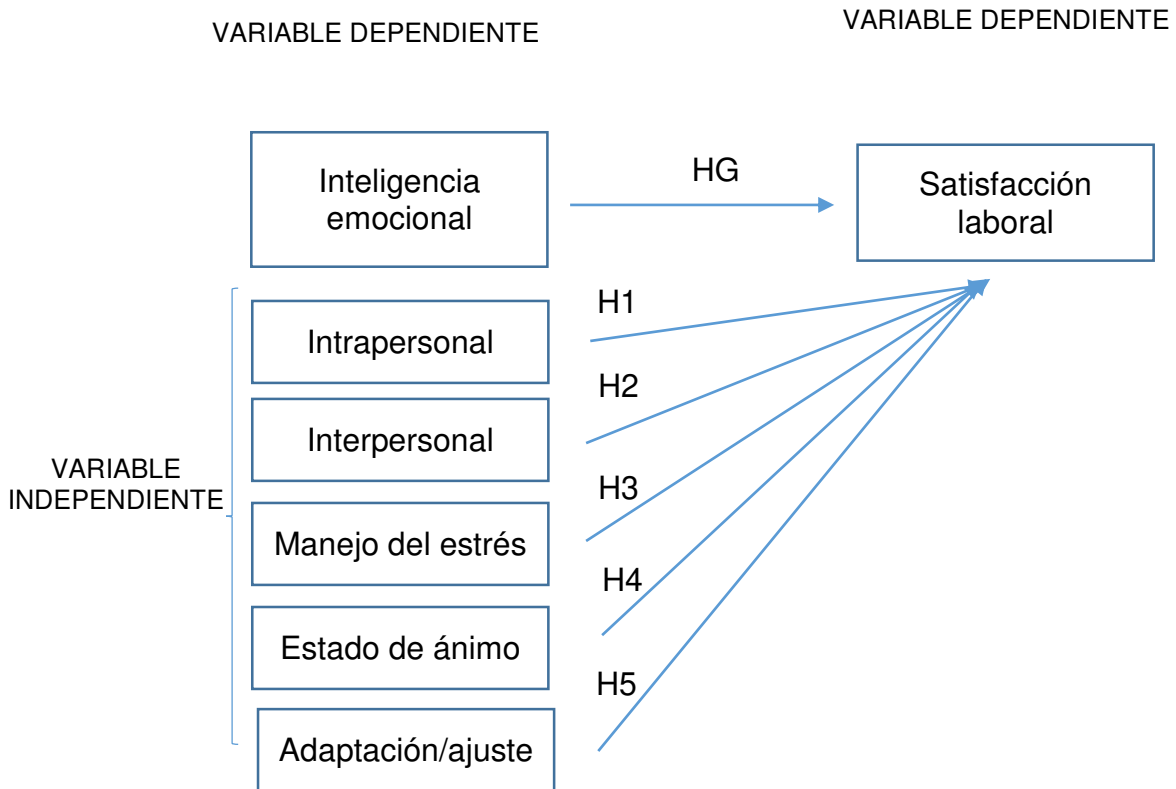 VARIABLE DEPENDIENTE
VARIABLE DEPENDIENTE
Inteligencia
emocional
HG
Satisfacción
laboral
H1
Intrapersonal
H2
Interpersonal
VARIABLE
INDEPENDIENTE
H3
Manejo del estrés
H4
Estado de ánimo
H5
Adaptación/ajuste